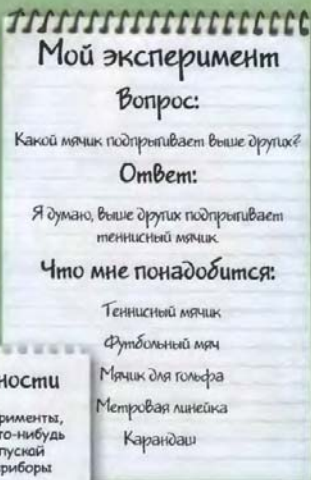 Мой эксперимент
Вопрос:
Какой мячик подпрыгивает выше других?
Ответ:
Я думаю, выше других подпрыгивает
теннисный мячик
Что мне понадобится:
Теннисный мячик
Футбольный мяч
Мячик для гольфа
Метровая линейка
Карандаш
ности
рименты,
то-нибудь
пускай
риборы